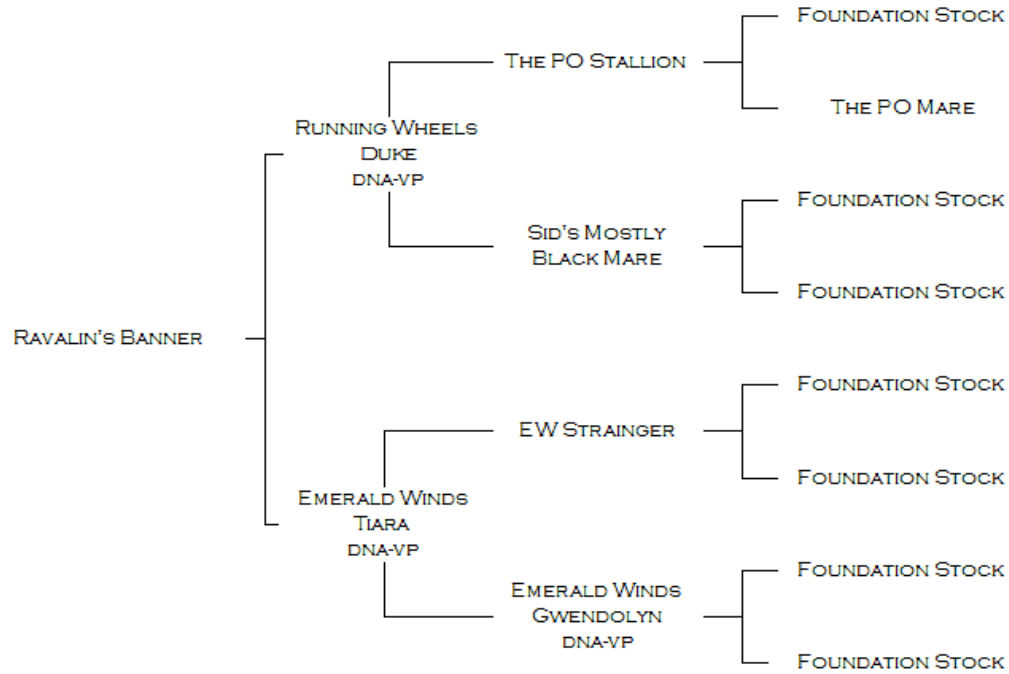 Foundation Stock
The PO Stallion
The PO Mare
Running Wheels
Duke
DNA-VP
Foundation Stock
Sid's Mostly
Black Mare
Foundation Stock
Ravalin's Banner
Foundation Stock
EW Strainger
Foundation Stock
Emerald Winds
Tiara
DNA-VP
Foundation Stock
Emerald Winds
Gwendolyn
DNA-VP
Foundation Stock